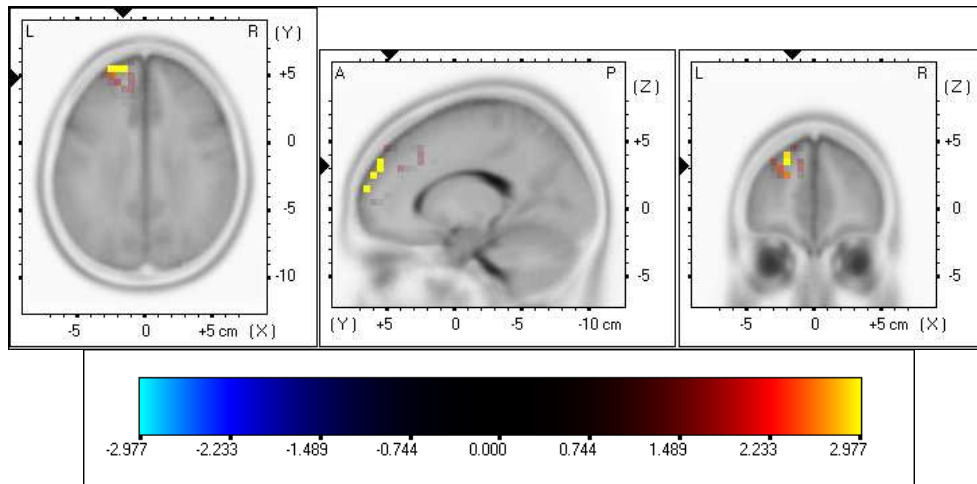 L R (Y)
+5
0
-5
-10
-5 0 +5 cm (X)
A P (Z)
+5
0
-5
(Y) +5 0 -5 -10 cm
L R (Z)
+5
0
-5
-5 0 +5 cm (X)
-2.977 -2.233 -1.489 -0.744 0.000 0.744 1.489 2.233 2.977